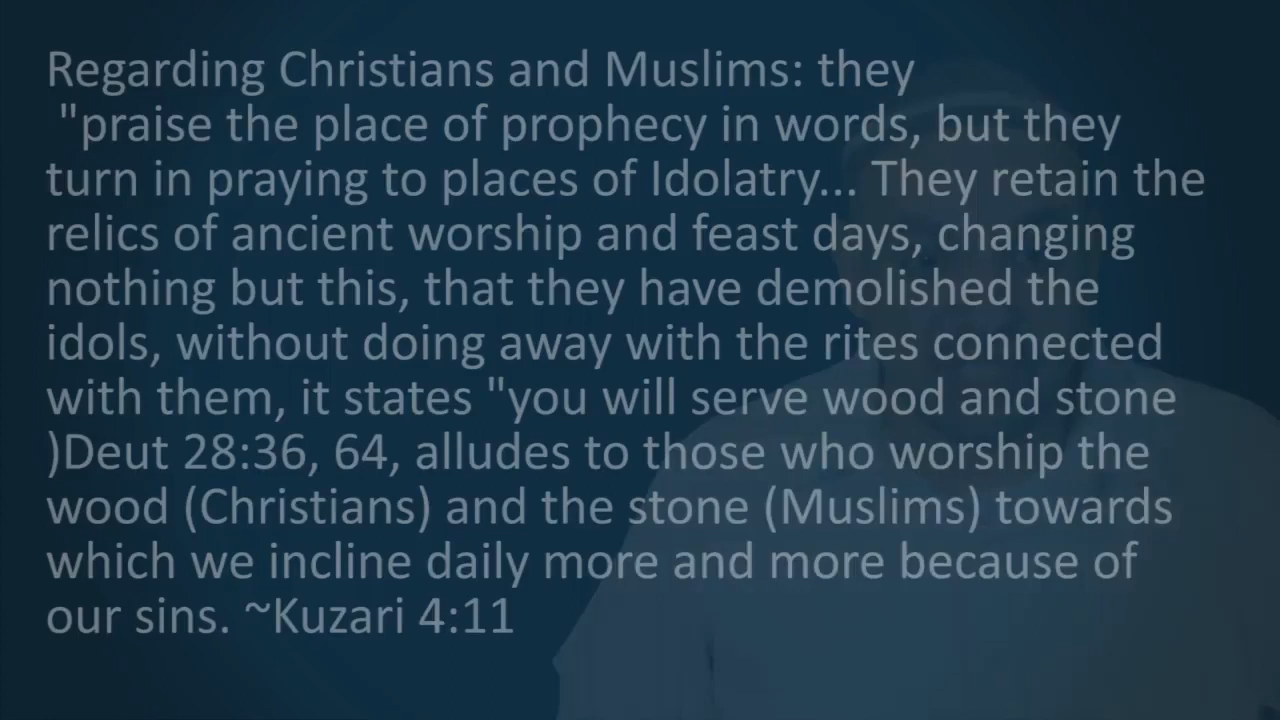 Regarding Christians and Muslims: they
"praise the place of prophecy in words, but they
turn in praying to places of Idolatry... They retain the
relics of ancient worship and feast days, changing
nothing but this, that they have demolished the
idols, without doing away with the rites connected
with them, it states "you will serve wood and stone
)Deut 28:36, 64, alludes to those who worship the
wood (Christians) and the stone (Muslims) towards
which we incline daily more and more because of
our sins. ~Kuzari 4:11